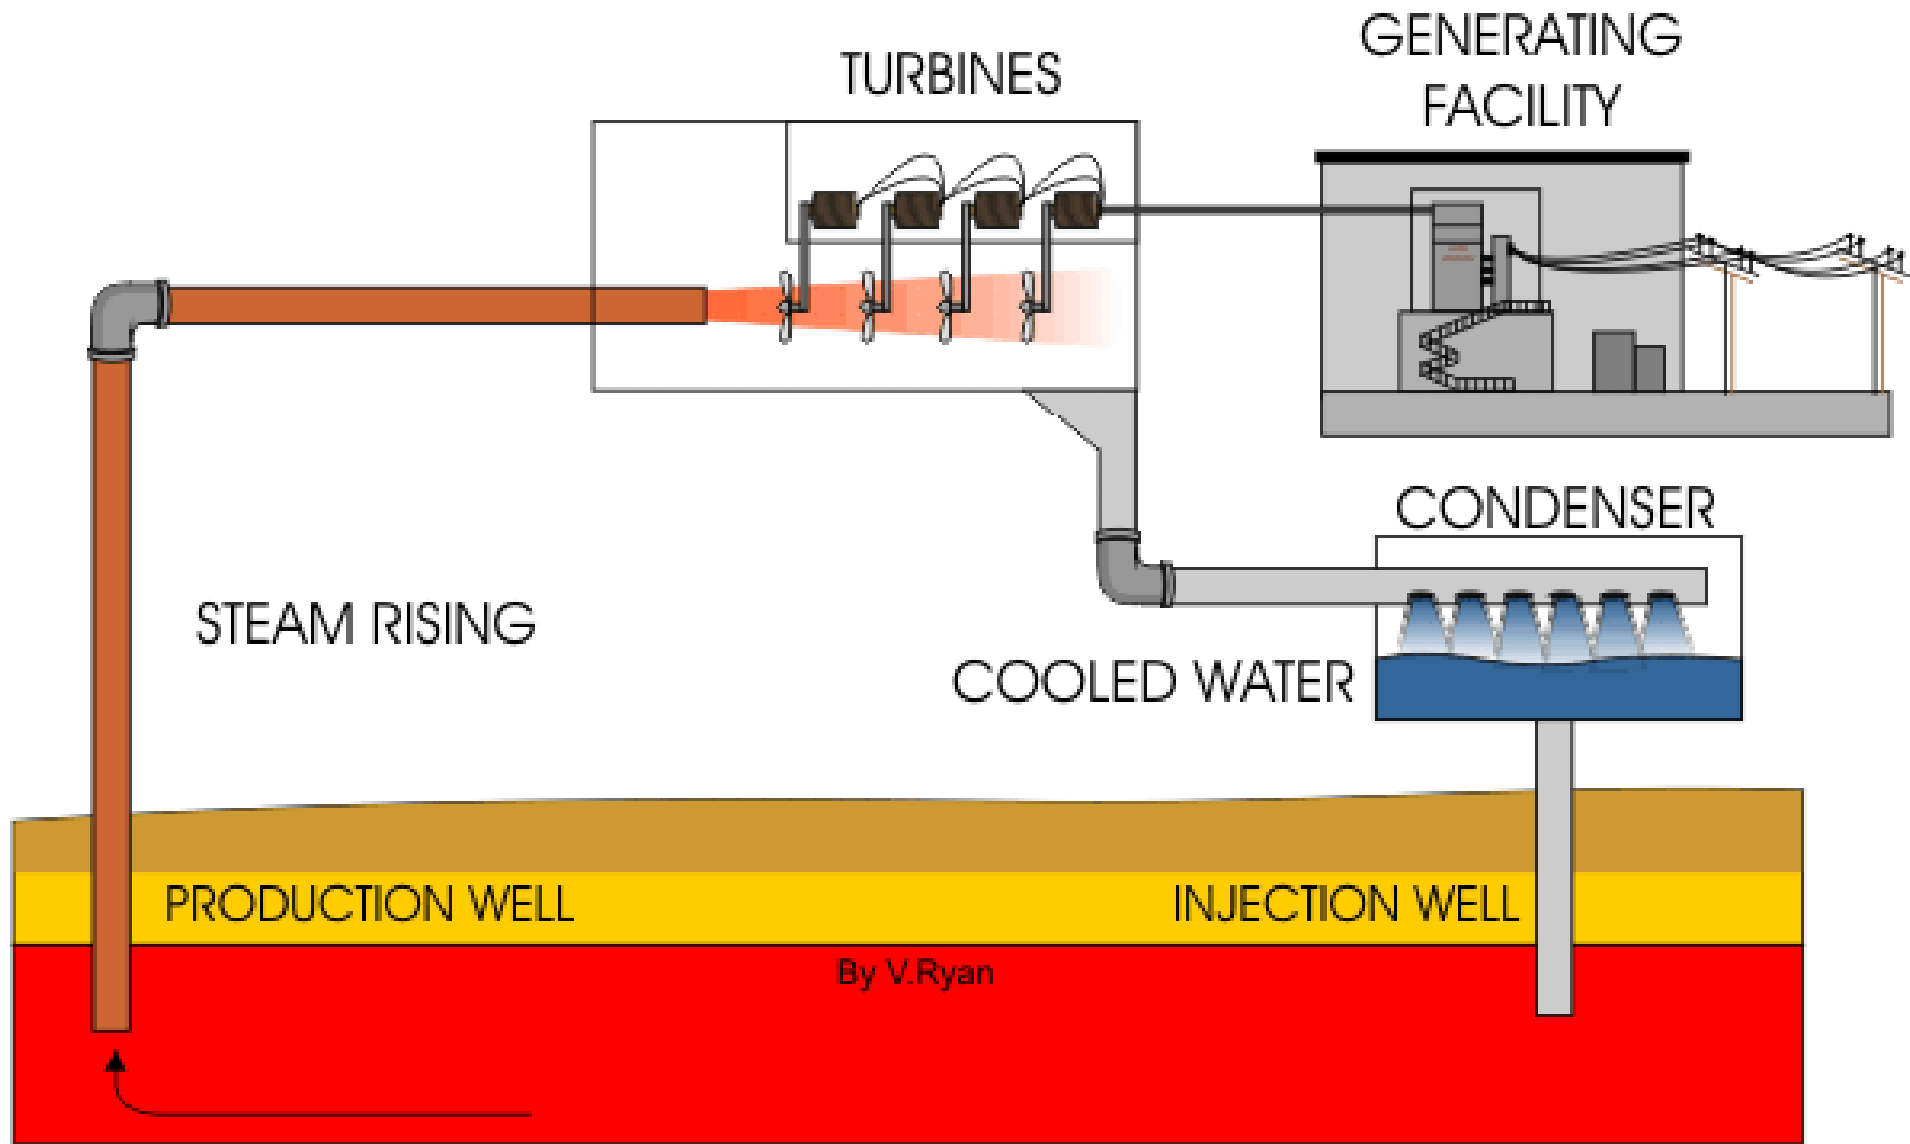 GENERATING
FACILITY
TURBINES
CONDENSER
STEAM RISING
COOLED WATER
PRODUCTION WELL
INJECTION WELL
By V.Ryan